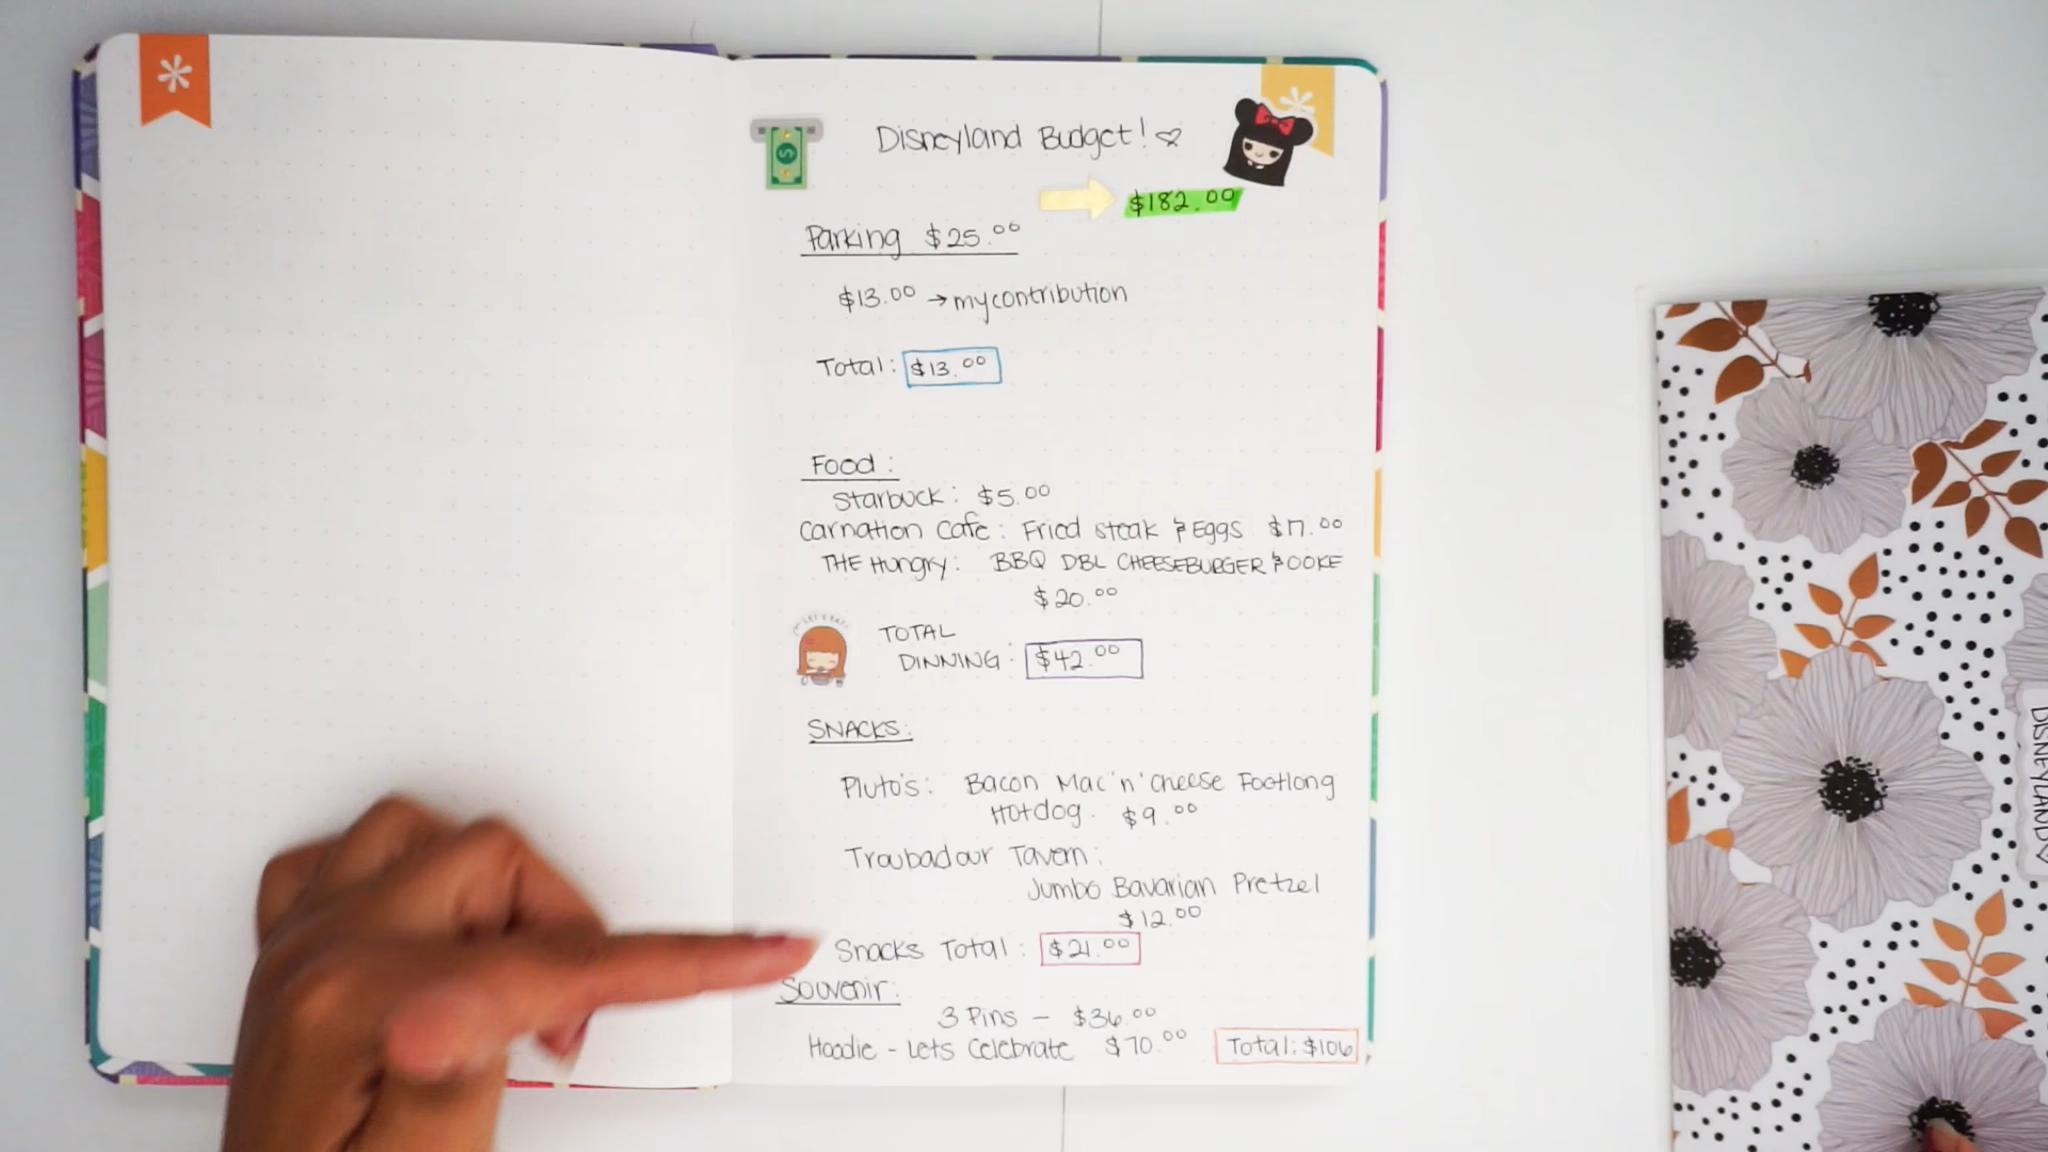 Disneyland Budget!
$182.00
Parking $25.00
$13.00 → my contribution
Total: $13.00
Food:
Starbuck: $5.00
Carnation Cafe: Fried steak & Eggs $17.00
THE Hungry: BBQ DBL CHEESEBURGER & COKE
$20.00
LET'S EAT
TOTAL
DINNING: $42.00
SNACKS:
Pluto's: Bacon Mac 'n' Cheese Footlong
Hotdog. $9.00
Troubadour Tavern:
Jumbo Bavarian Pretzel
$12.00
Snacks Total: $21.00
Souvenir:
3 Pins - $36.00
Hoodie - Lets Celebrate $70.00 Total: $106
DISNEYLAND